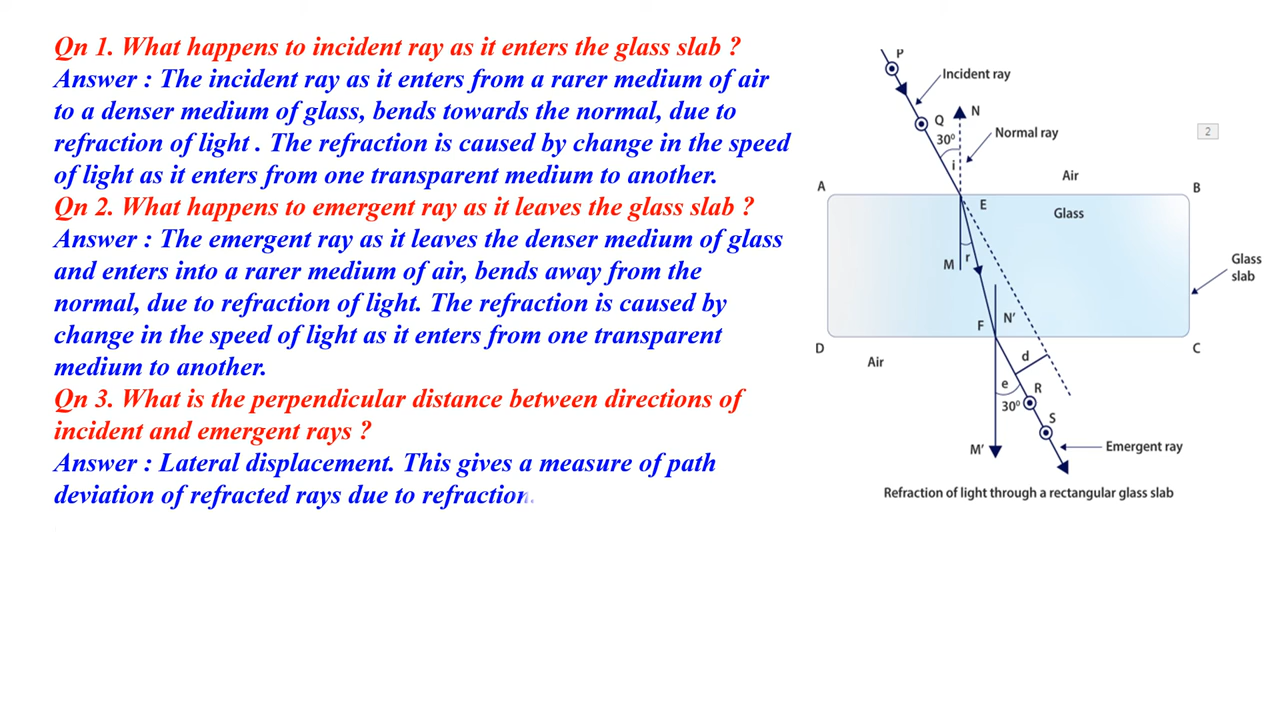 Qn 1. What happens to incident ray as it enters the glass slab ?
Answer : The incident ray as it enters from a rarer medium of air
to a denser medium of glass, bends towards the normal, due to
refraction of light . The refraction is caused by change in the speed
of light as it enters from one transparent medium to another.
Qn 2. What happens to emergent ray as it leaves the glass slab ?
Answer : The emergent ray as it leaves the denser medium of glass
and enters into a rarer medium of air, bends away from the
normal, due to refraction of light. The refraction is caused by
change in the speed of light as it enters from one transparent
medium to another.
Qn 3. What is the perpendicular distance between directions of
incident and emergent rays ?
Answer : Lateral displacement. This gives a measure of path
deviation of refracted rays due to refraction.
P
Incident ray
Q
N
30⁰
Normal ray
2
i
Air
A
B
E
Glass
M
r
Glass
slab
N'
F
D
C
Air
d
e
R
30⁰
S
M'
Emergent ray
Refraction of light through a rectangular glass slab